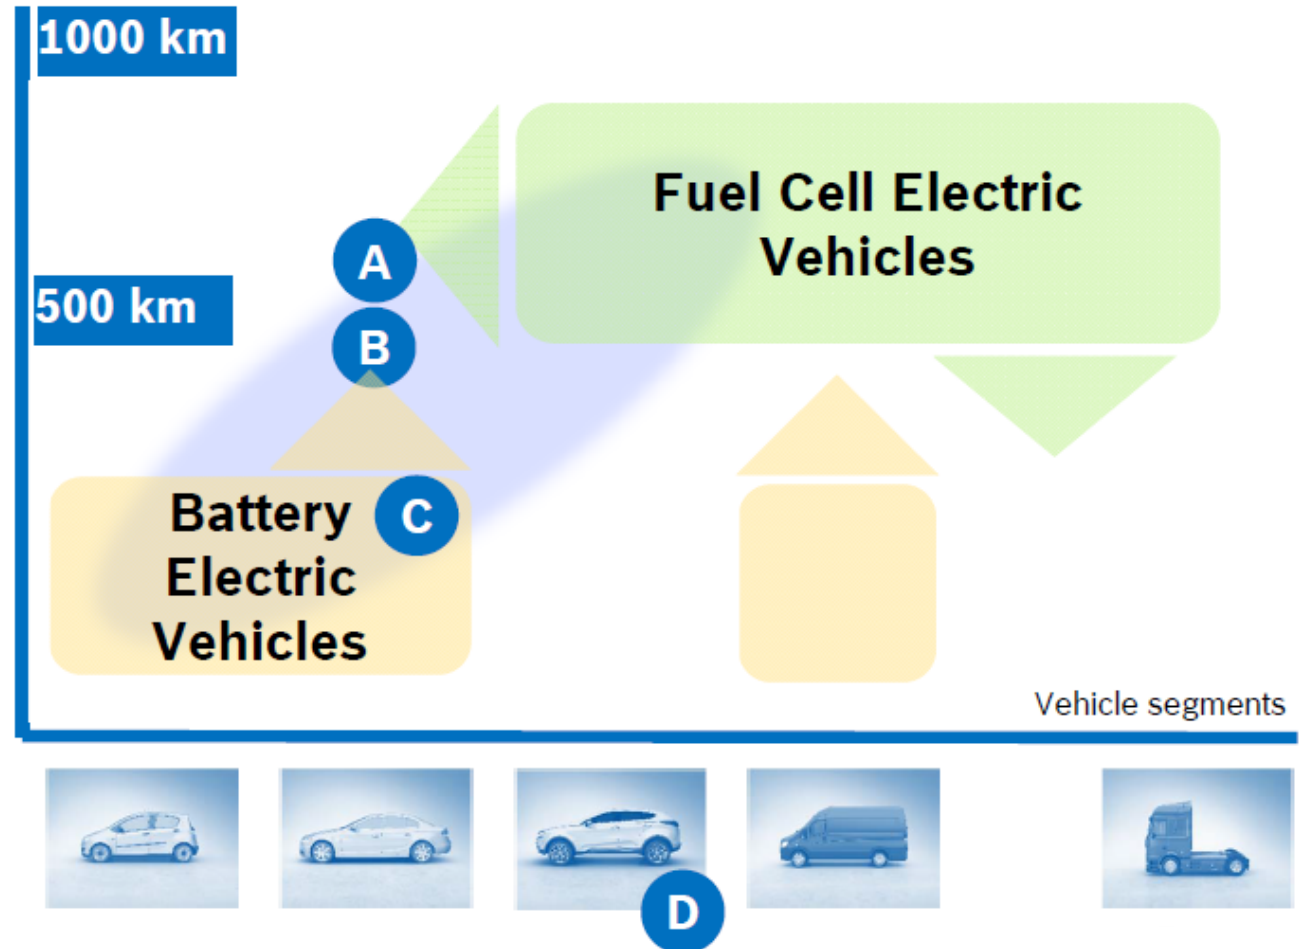 1000 km
Fuel Cell Electric
Vehicles
A
500 km
B
Battery
C
Electric
Vehicles
Vehicle segments
D